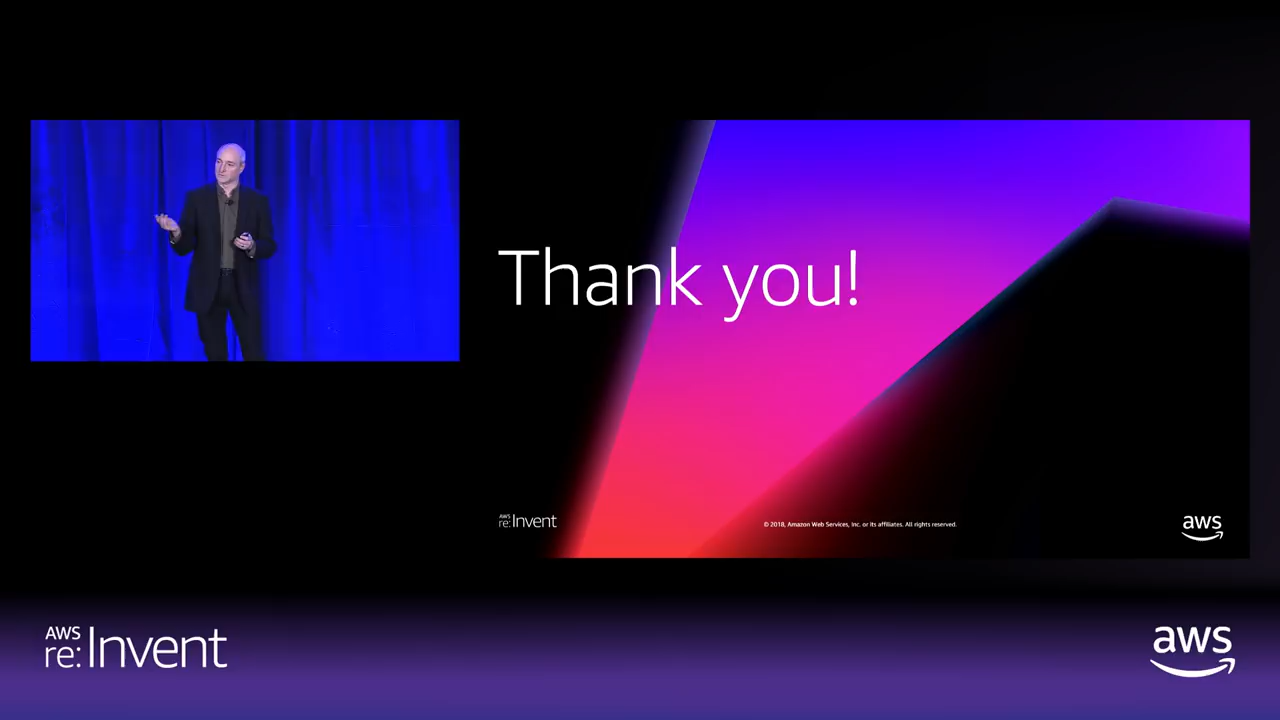 Thank you!
AWS
re:Invent
© 2018, Amazon Web Services, Inc. or its affiliates. All rights reserved.
aws
AWS
re:Invent
aws